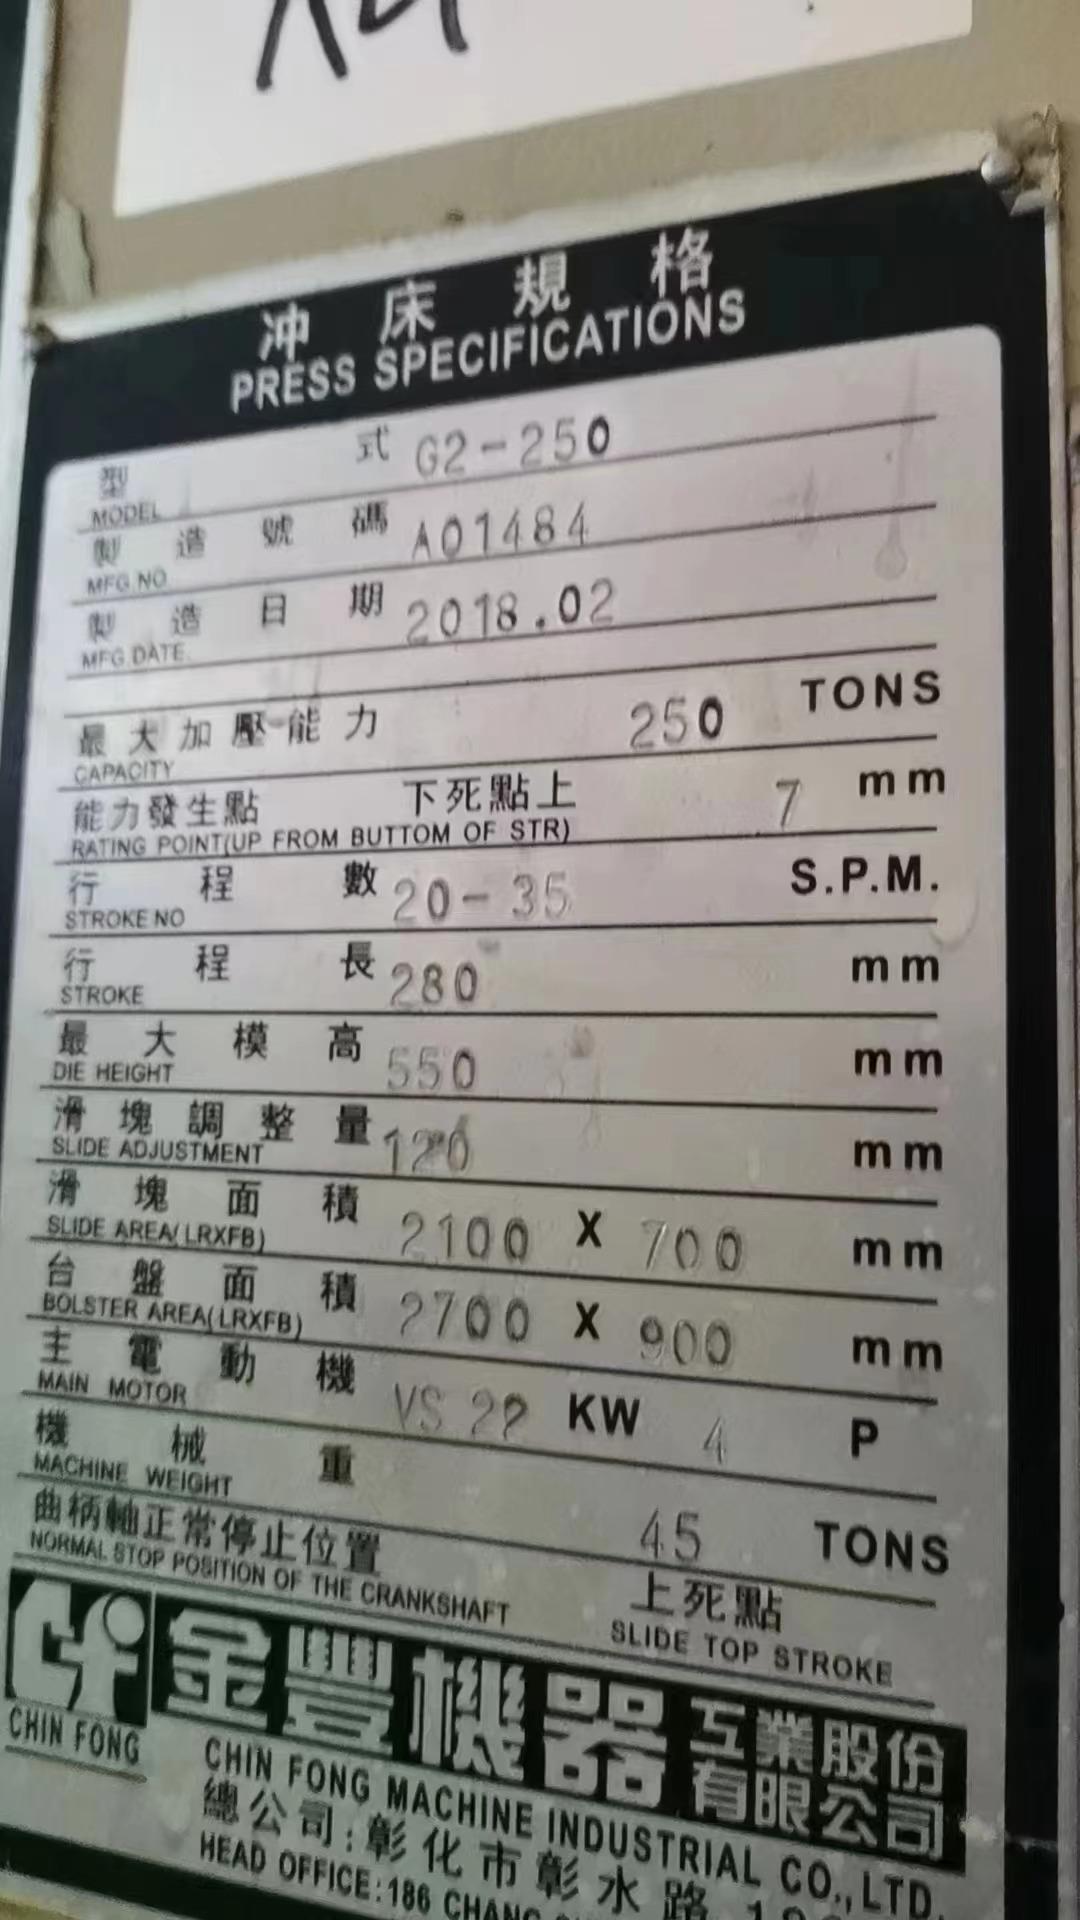 冲床規格
PRESS SPECIFICATIONS
型式 G2-250
MODEL
製造號碼 A01484
MFG.NO.
製造日期 2018.02
MFG.DATE.
最大加壓能力 250 TONS
CAPACITY
能力發生點 下死點上 7 mm
RATING POINT(UP FROM BUTTOM OF STR)
行程數 20-35 S.P.M.
STROKE NO
行程長 280 mm
STROKE
最大模高 550 mm
DIE HEIGHT
滑塊調整量 120 mm
SLIDE ADJUSTMENT
滑塊面積 2100 X 700 mm
SLIDE AREA(LRXFB)
台盤面積 2700 X 900 mm
BOLSTER AREA(LRXFB)
主電動機 VS 22 KW 4 P
MAIN MOTOR
機械重 45 TONS
MACHINE WEIGHT
曲柄軸正常停止位置 上死點
NORMAL STOP POSITION OF THE CRANKSHAFT SLIDE TOP STROKE
金豐機器工業股份有限公司
CHIN FONG
CHIN FONG MACHINE INDUSTRIAL CO.,LTD.
總公司:彰化市彰水路
HEAD OFFICE:186